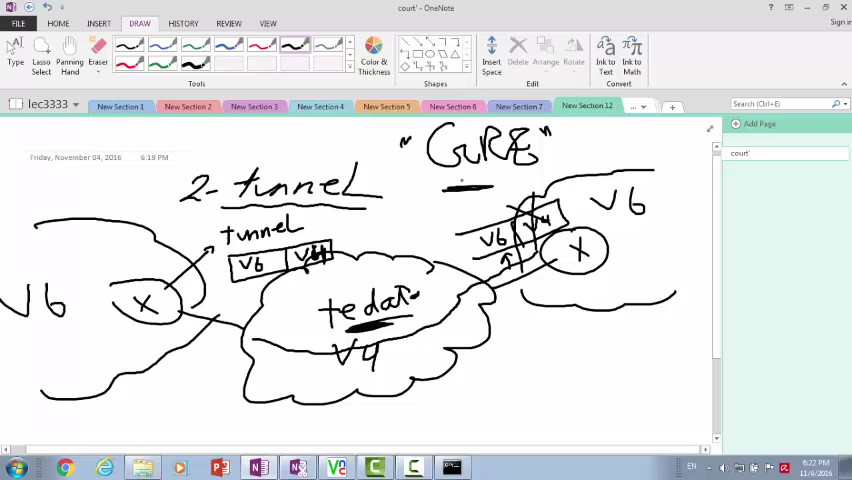 court' - OneNote
Sign in
FILE HOME INSERT DRAW HISTORY REVIEW VIEW
Type Lasso Select Panning Hand Eraser Color & Thickness Insert Space Delete Arrange Rotate Ink to Text Ink to Math
Tools Shapes Edit Convert
lec3333 New Section 1 New Section 2 New Section 3 New Section 4 New Section 5 New Section 6 New Section 7 New Section 12 ... Search (Ctrl+E)
Add Page
court'
Friday, November 04, 2016 6:19 PM
"GRE"
2- tunnel
tunnel
V6 V4
V6 V4
V6
V6
X
X
tedata
V4
EN 6:22 PM
11/4/2016